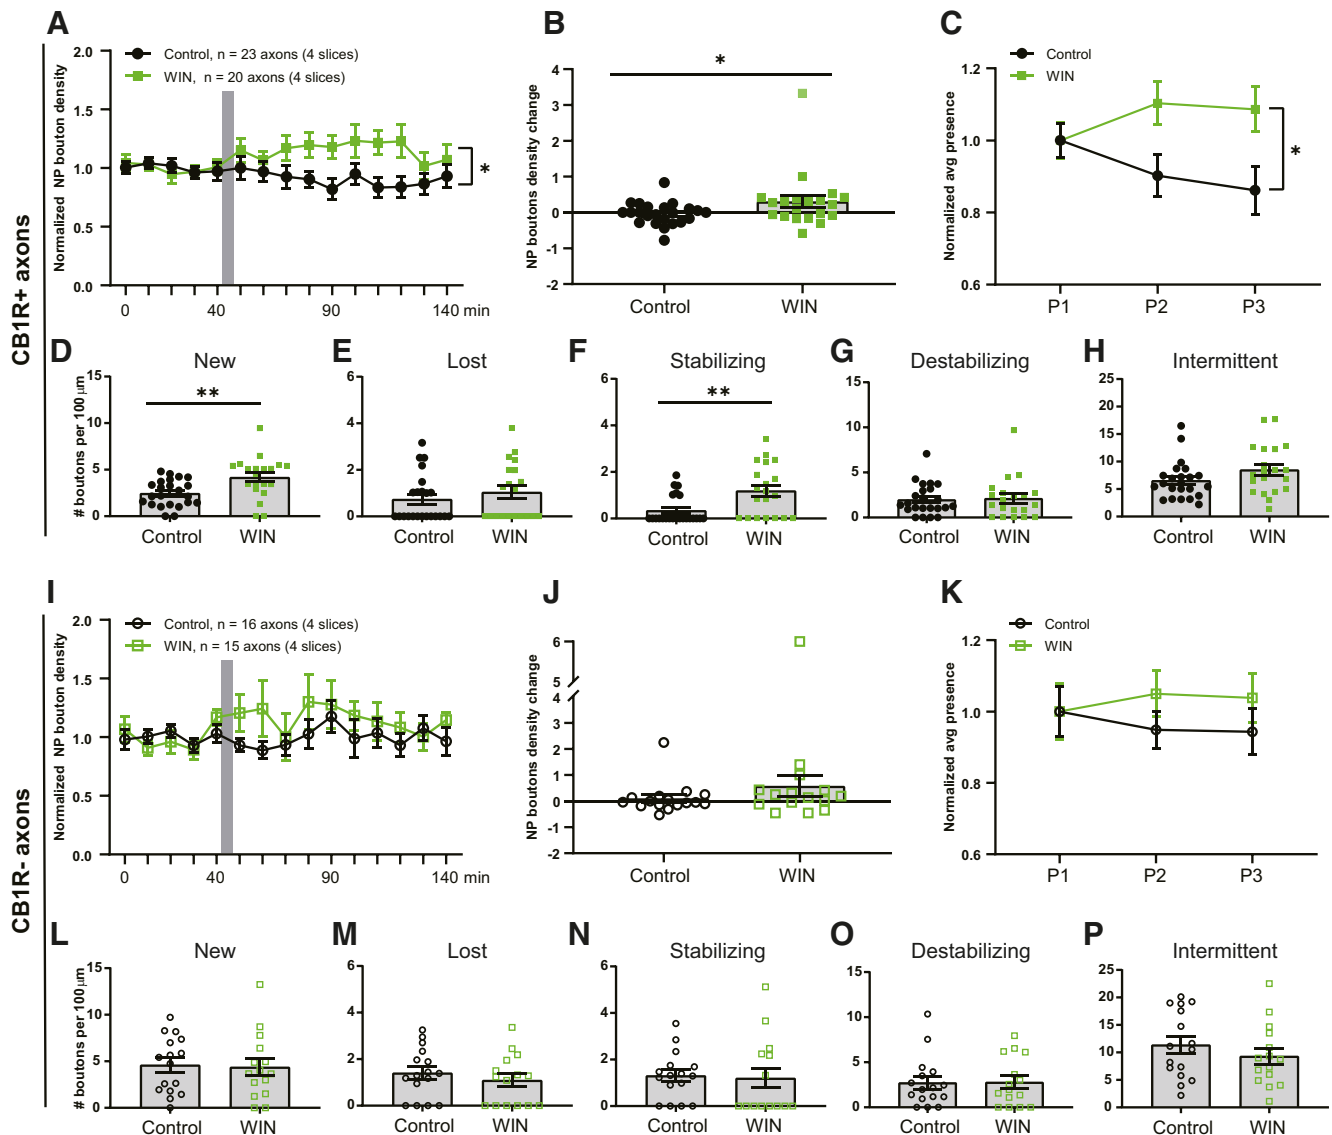 CB1R+ axons
A
Normalized NP bouton density
2.0
1.5
1.0
0.5
0.0
Control, n = 23 axons (4 slices)
WIN, n = 20 axons (4 slices)
*
0 40 90 140 min
B
NP boutons density change
4
3
2
1
0
-1
-2
*
Control WIN
C
Normalized avg presence
1.2
1.0
0.8
0.6
Control
WIN
*
P1 P2 P3
D
New
# boutons per 100 µm
15
10
5
0
**
Control WIN
E
Lost
6
4
2
0
Control WIN
F
Stabilizing
6
4
2
0
**
Control WIN
G
Destabilizing
15
10
5
0
Control WIN
H
Intermittent
25
20
15
10
5
0
Control WIN
CB1R- axons
I
Normalized NP bouton density
2.0
1.5
1.0
0.5
0.0
Control, n = 16 axons (4 slices)
WIN, n = 15 axons (4 slices)
0 40 90 140 min
J
NP boutons density change
6
5
4
3
2
1
0
-1
-2
Control WIN
K
Normalized avg presence
1.2
1.0
0.8
0.6
Control
WIN
P1 P2 P3
L
New
# boutons per 100µm
15
10
5
0
Control WIN
M
Lost
6
4
2
0
Control WIN
N
Stabilizing
6
4
2
0
Control WIN
O
Destabilizing
15
10
5
0
Control WIN
P
Intermittent
25
20
15
10
5
0
Control WIN